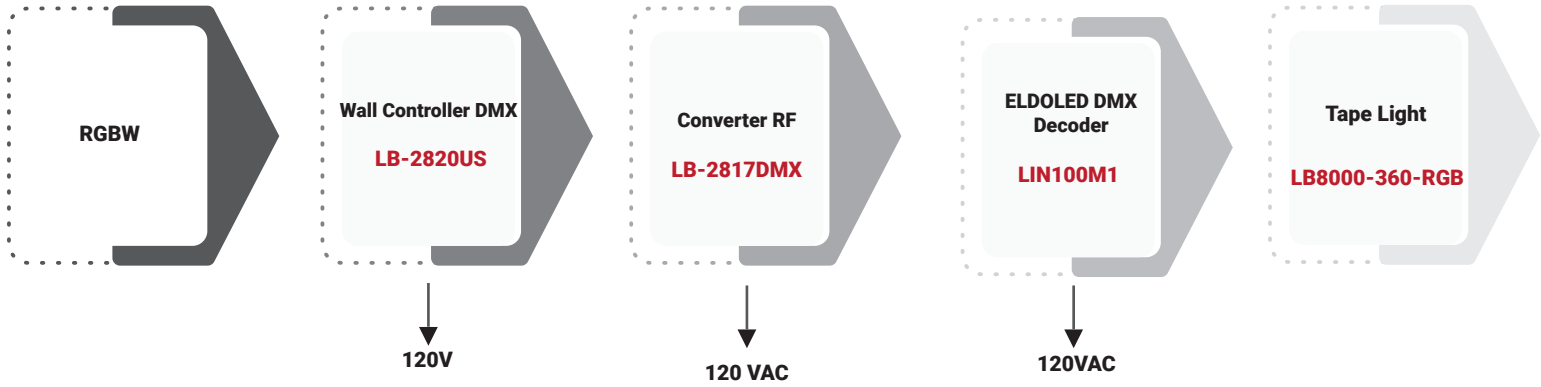 RGBW
Wall Controller DMX
LB-2820US
120V
Converter RF
LB-2817DMX
120 VAC
ELDOLED DMX
Decoder
LIN100M1
120VAC
Tape Light
LB8000-360-RGB